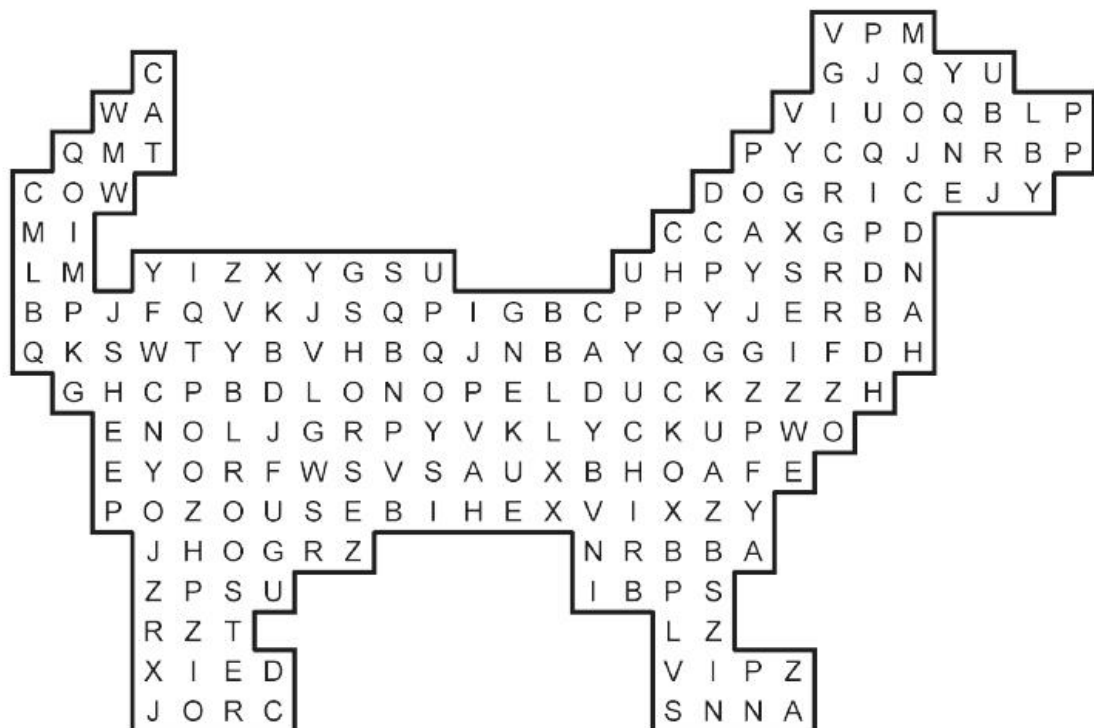 V P M
C G J Q Y U
W A V I U O Q B L P
Q M T P Y C Q J N R B P
C O W D O G R I C E J Y
M I C C A X G P D
L M Y I Z X Y G S U U H P Y S R D N
B P J F Q V K J S Q P I G B C P P Y J E R B A
Q K S W T Y B V H B Q J N B A Y Q G G I F D H
G H C P B D L O N O P E L D U C K Z Z Z H
E N O L J G R P Y V K L Y C K U P W O
E Y O R F W S V S A U X B H O A F E
P O Z O U S E B I H E X V I X Z Y
J H O G R Z N R B B A
Z P S U I B P S
R Z T L Z
X I E D V I P Z
J O R C S N N A